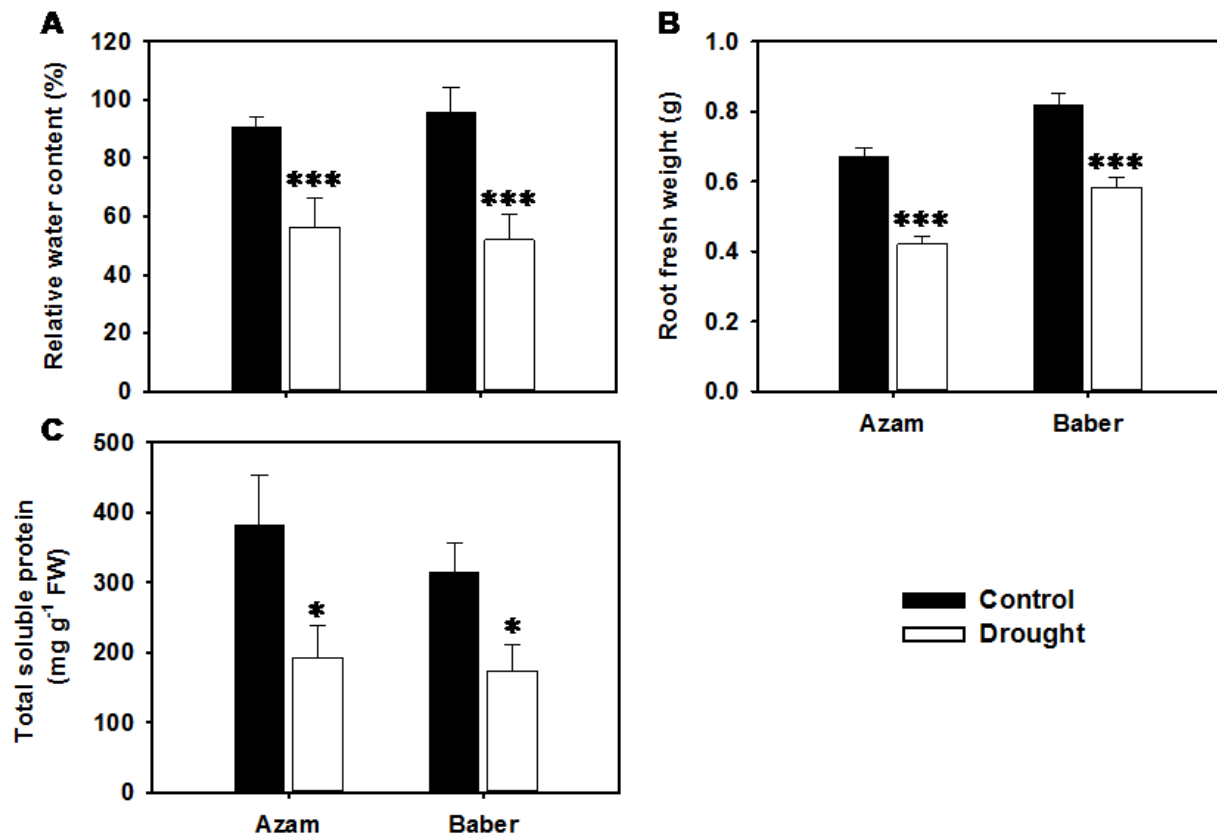 A
Relative water content (%)
120
100
80
60
40
20
0
***
***
B
Root fresh weight (g)
1.0
0.8
0.6
0.4
0.2
0.0
***
***
Azam
Baber
C
Total soluble protein
(mg g⁻¹ FW)
500
400
300
200
100
0
*
*
Azam
Baber
Control
Drought